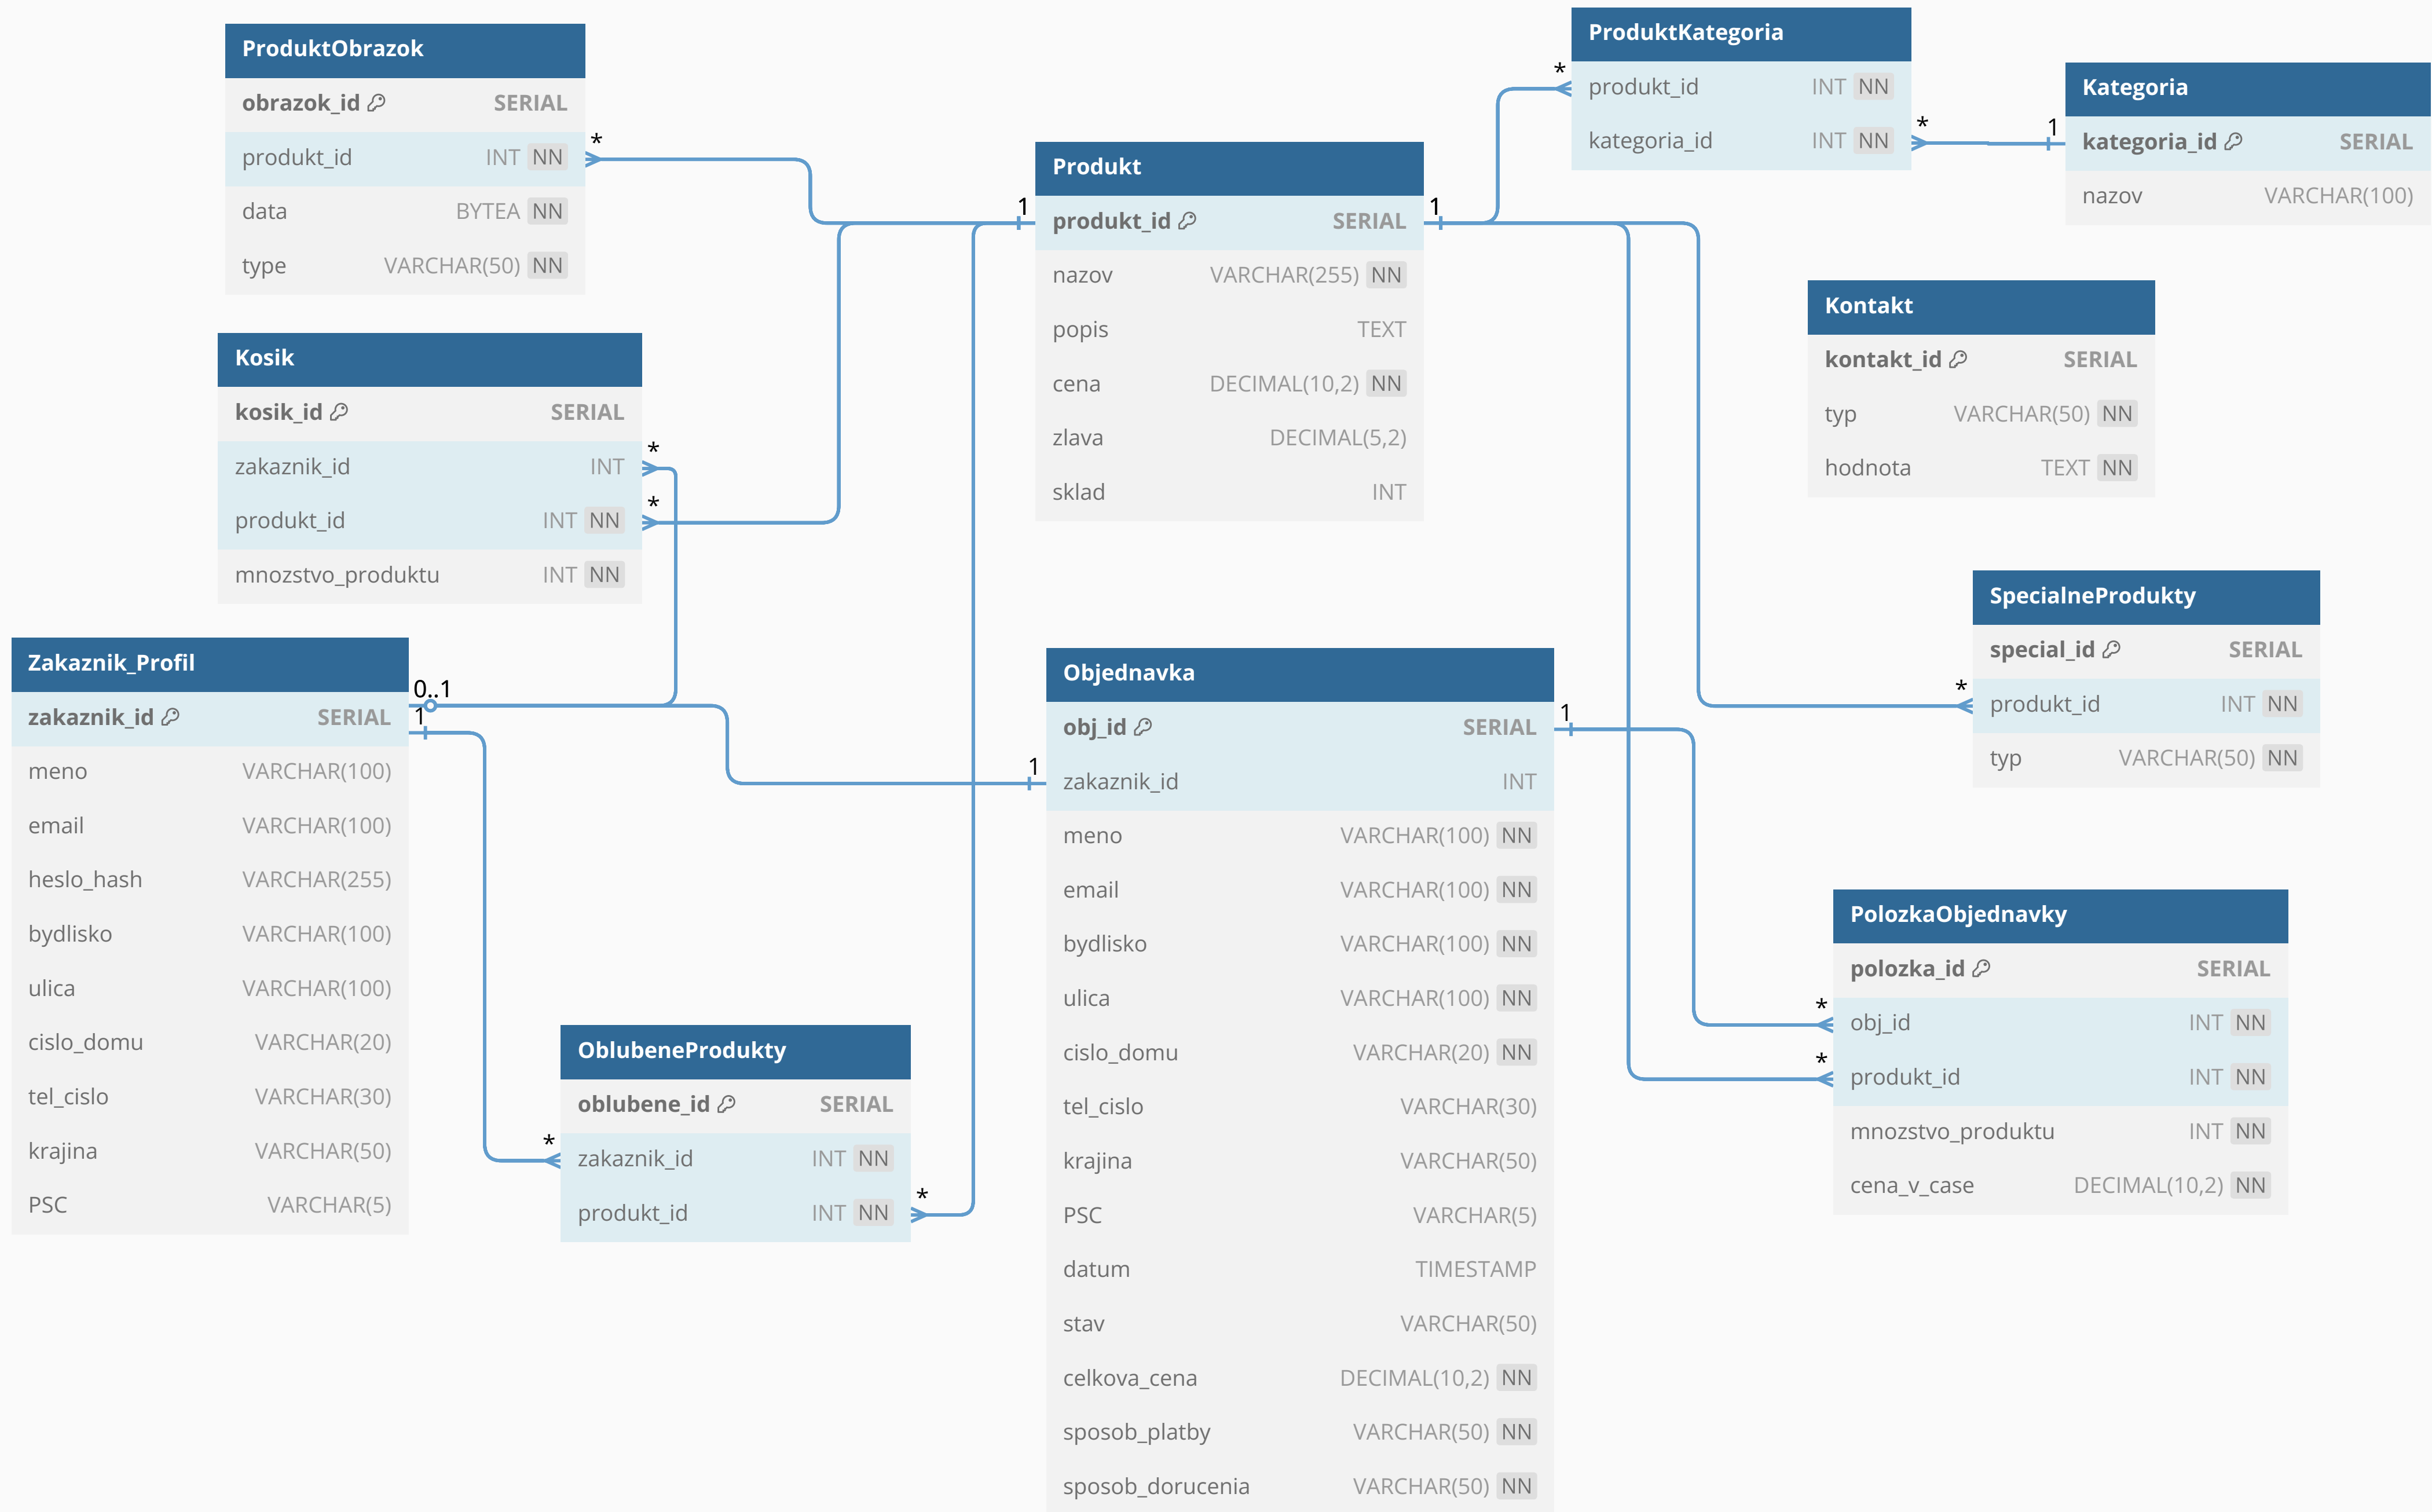 ProduktObrazok
obrazok_id SERIAL
produkt_id INT NN
data BYTEA NN
type VARCHAR(50) NN
*
Kosik
kosik_id SERIAL
zakaznik_id INT
produkt_id INT NN
mnozstvo_produktu INT NN
*
*
Zakaznik_Profil
zakaznik_id SERIAL
meno VARCHAR(100)
email VARCHAR(100)
heslo_hash VARCHAR(255)
bydlisko VARCHAR(100)
ulica VARCHAR(100)
cislo_domu VARCHAR(20)
tel_cislo VARCHAR(30)
krajina VARCHAR(50)
PSC VARCHAR(5)
0..1
1
OblubeneProdukty
oblubene_id SERIAL
zakaznik_id INT NN
produkt_id INT NN
*
*
Produkt
produkt_id SERIAL
nazov VARCHAR(255) NN
popis TEXT
cena DECIMAL(10,2) NN
zlava DECIMAL(5,2)
sklad INT
1
1
Objednavka
obj_id SERIAL
zakaznik_id INT
meno VARCHAR(100) NN
email VARCHAR(100) NN
bydlisko VARCHAR(100) NN
ulica VARCHAR(100) NN
cislo_domu VARCHAR(20) NN
tel_cislo VARCHAR(30)
krajina VARCHAR(50)
PSC VARCHAR(5)
datum TIMESTAMP
stav VARCHAR(50)
celkova_cena DECIMAL(10,2) NN
sposob_platby VARCHAR(50) NN
sposob_dorucenia VARCHAR(50) NN
1
1
ProduktKategoria
produkt_id INT NN
kategoria_id INT NN
*
*
Kategoria
kategoria_id SERIAL
nazov VARCHAR(100)
1
Kontakt
kontakt_id SERIAL
typ VARCHAR(50) NN
hodnota TEXT NN
SpecialneProdukty
special_id SERIAL
produkt_id INT NN
typ VARCHAR(50) NN
*
PolozkaObjednavky
polozka_id SERIAL
obj_id INT NN
produkt_id INT NN
mnozstvo_produktu INT NN
cena_v_case DECIMAL(10,2) NN
*
*